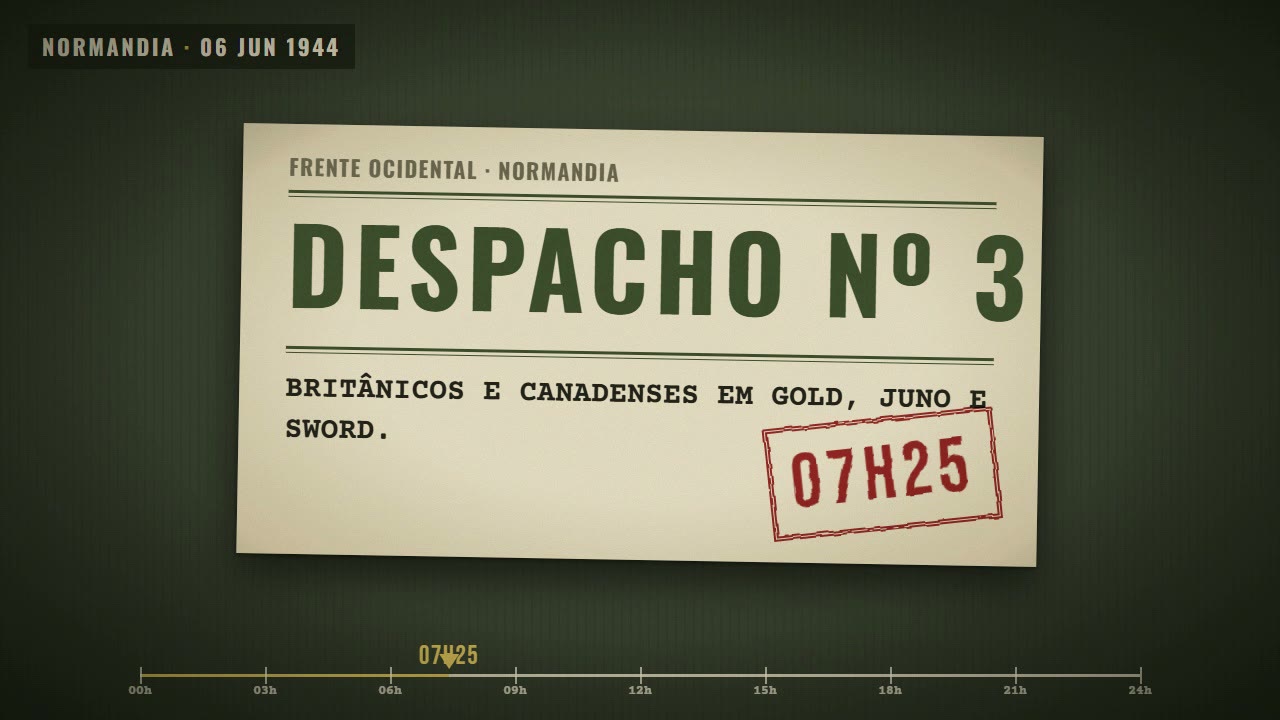 NORMANDIA · 06 JUN 1944
FRENTE OCIDENTAL · NORMANDIA
DESPACHO Nº 3
BRITÂNICOS E CANADENSES EM GOLD, JUNO E
SWORD.
07H25
07H25
00h 03h 06h 09h 12h 15h 18h 21h 24h